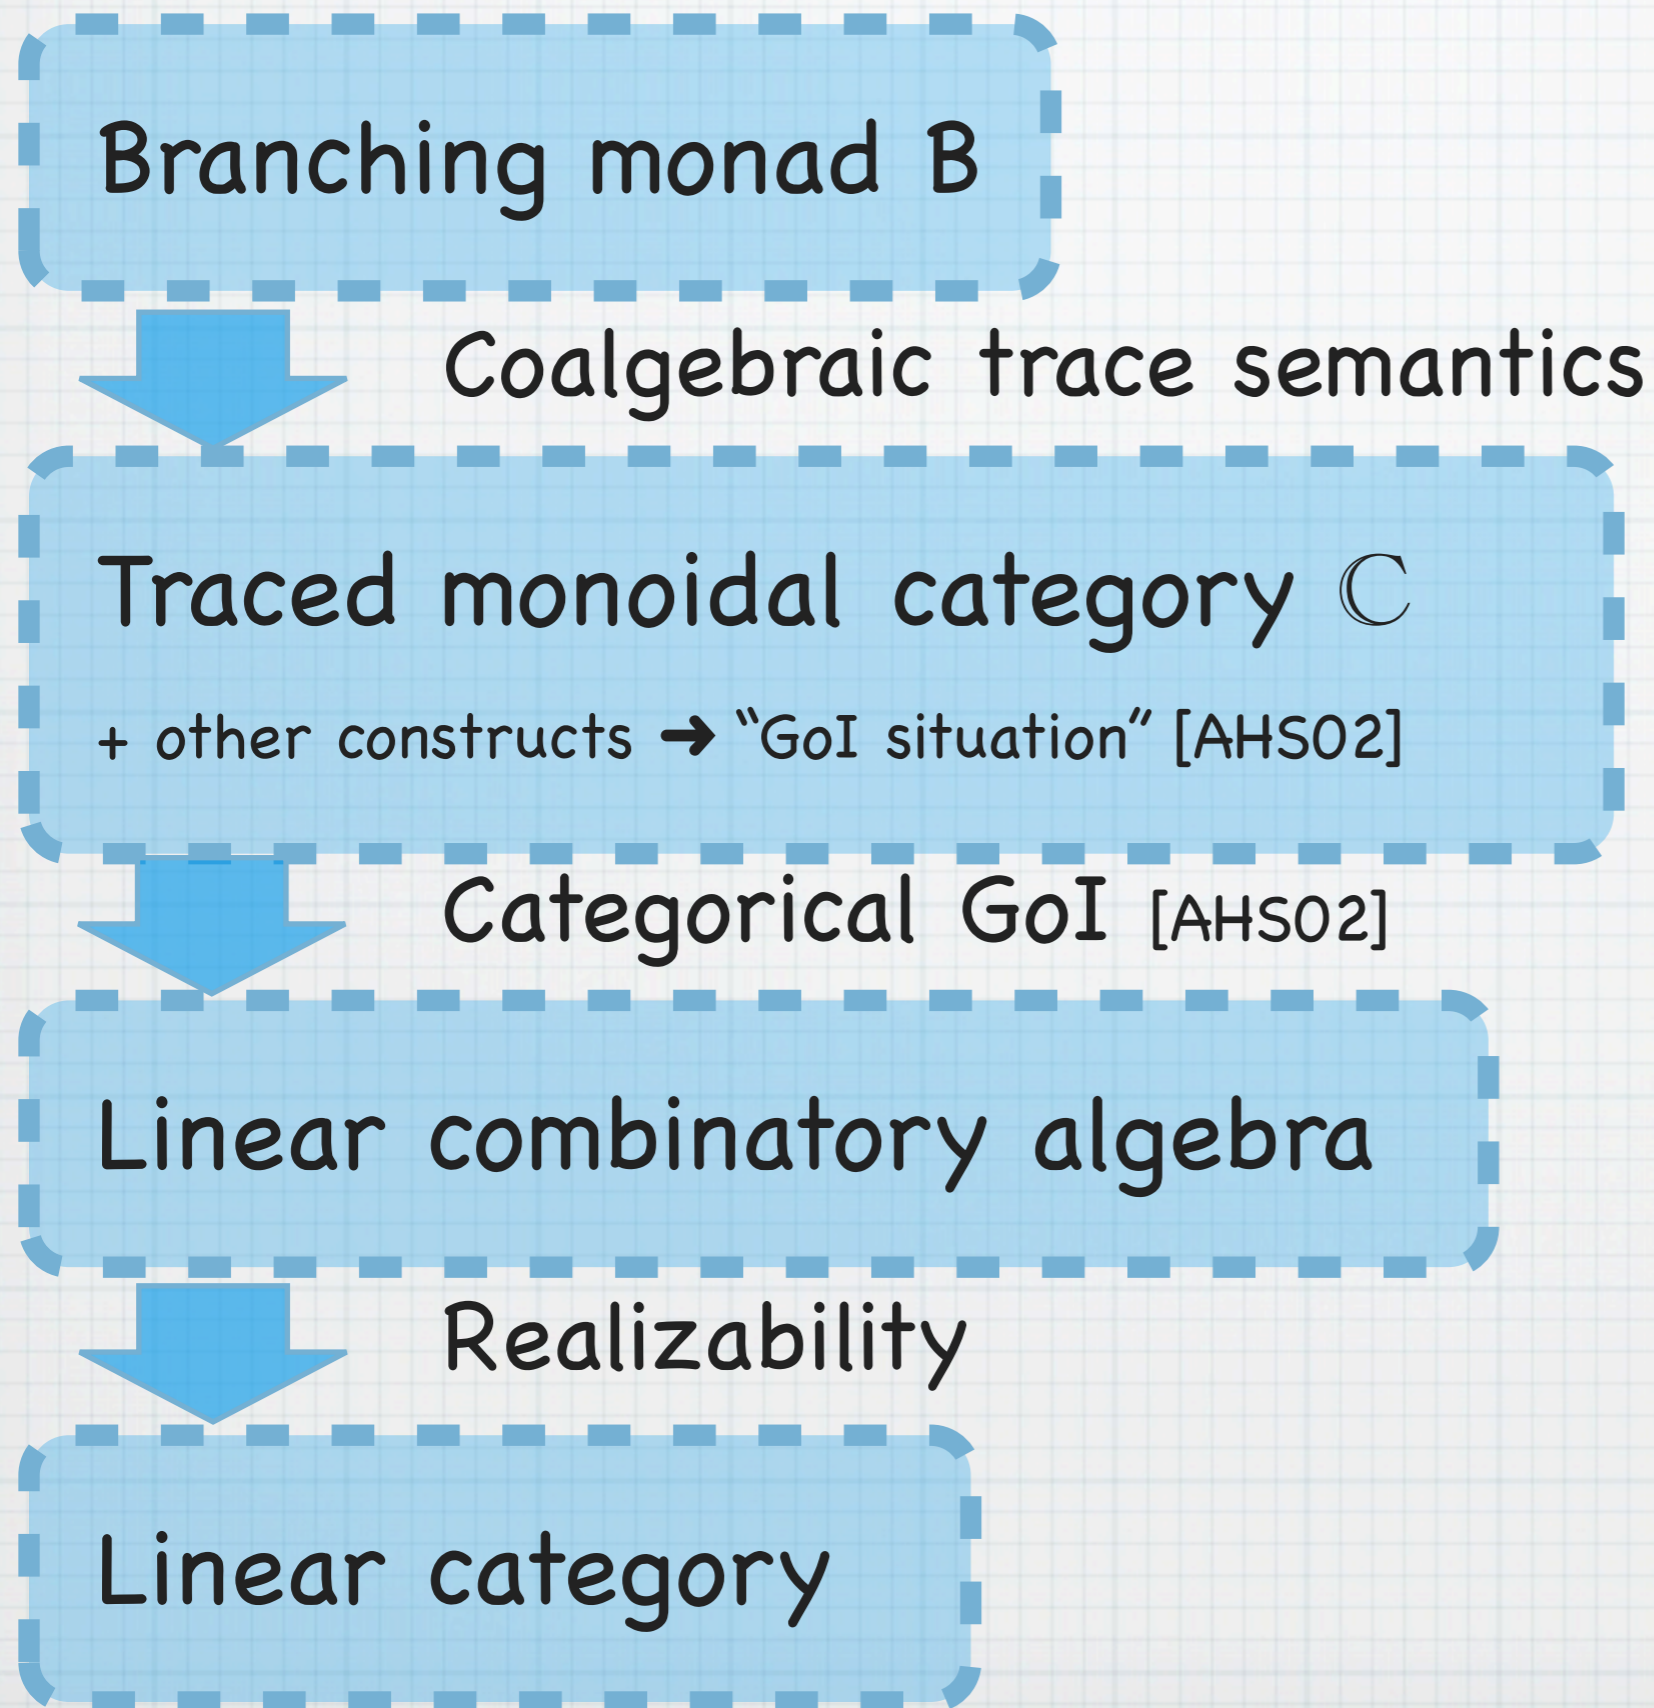 Branching monad B
Coalgebraic trace semantics
Traced monoidal category ℂ
+ other constructs ➜ “GoI situation” [AHS02]
Categorical GoI [AHS02]
Linear combinatory algebra
Realizability
Linear category